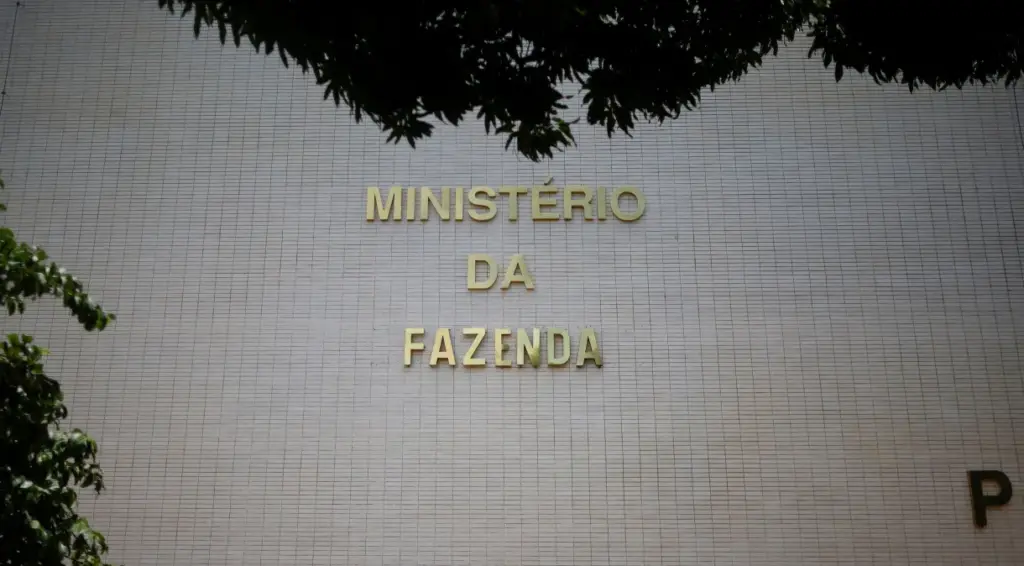 MINISTÉRIO
DA
FAZENDA
P